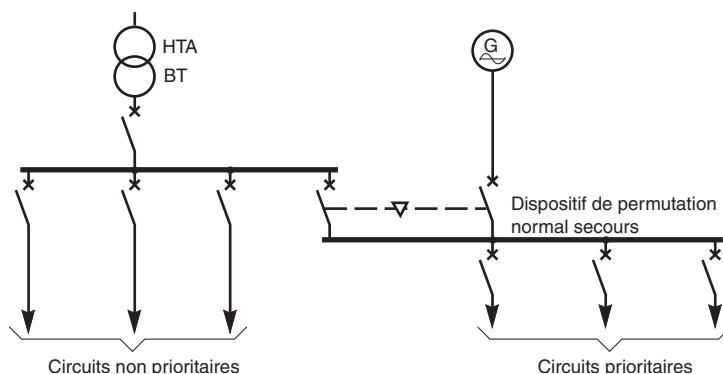 HTA
BT
G
Dispositif de permutation
normal secours
Circuits non prioritaires
Circuits prioritaires